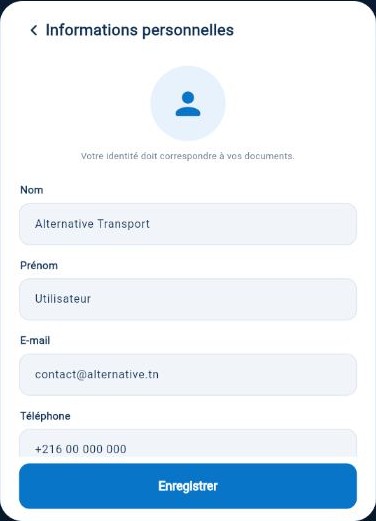 Informations personnelles
Votre identité doit correspondre à vos documents.
Nom
Alternative Transport
Prénom
Utilisateur
E-mail
contact@alternative.tn
Téléphone
+216 00 000 000
Enregistrer